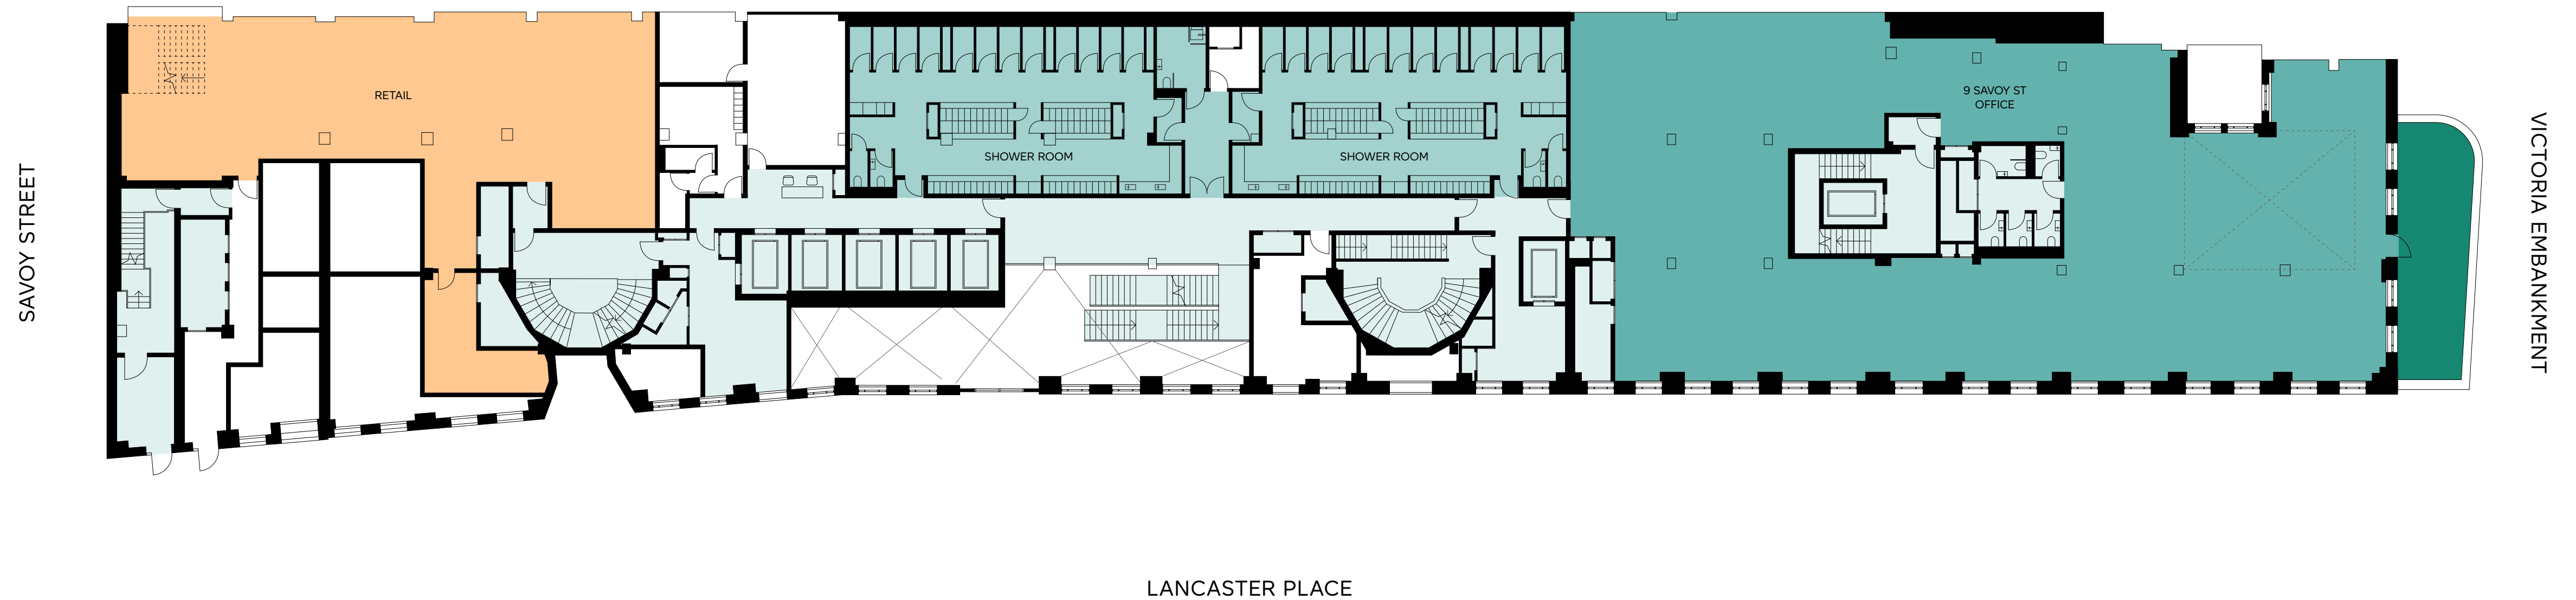 RETAIL
9 SAVOY ST
OFFICE
SHOWER ROOM
SHOWER ROOM
SAVOY STREET
VICTORIA EMBANKMENT
LANCASTER PLACE